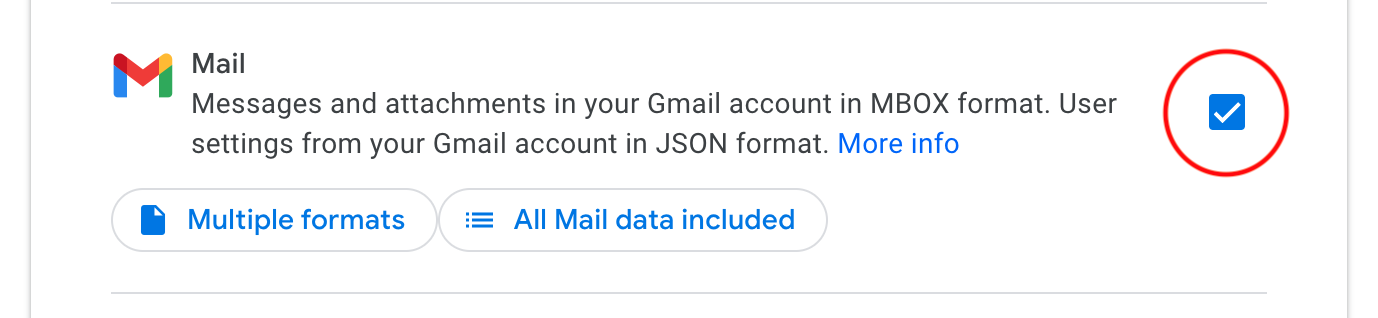 Mail
Messages and attachments in your Gmail account in MBOX format. User
settings from your Gmail account in JSON format. More info
Multiple formats
All Mail data included